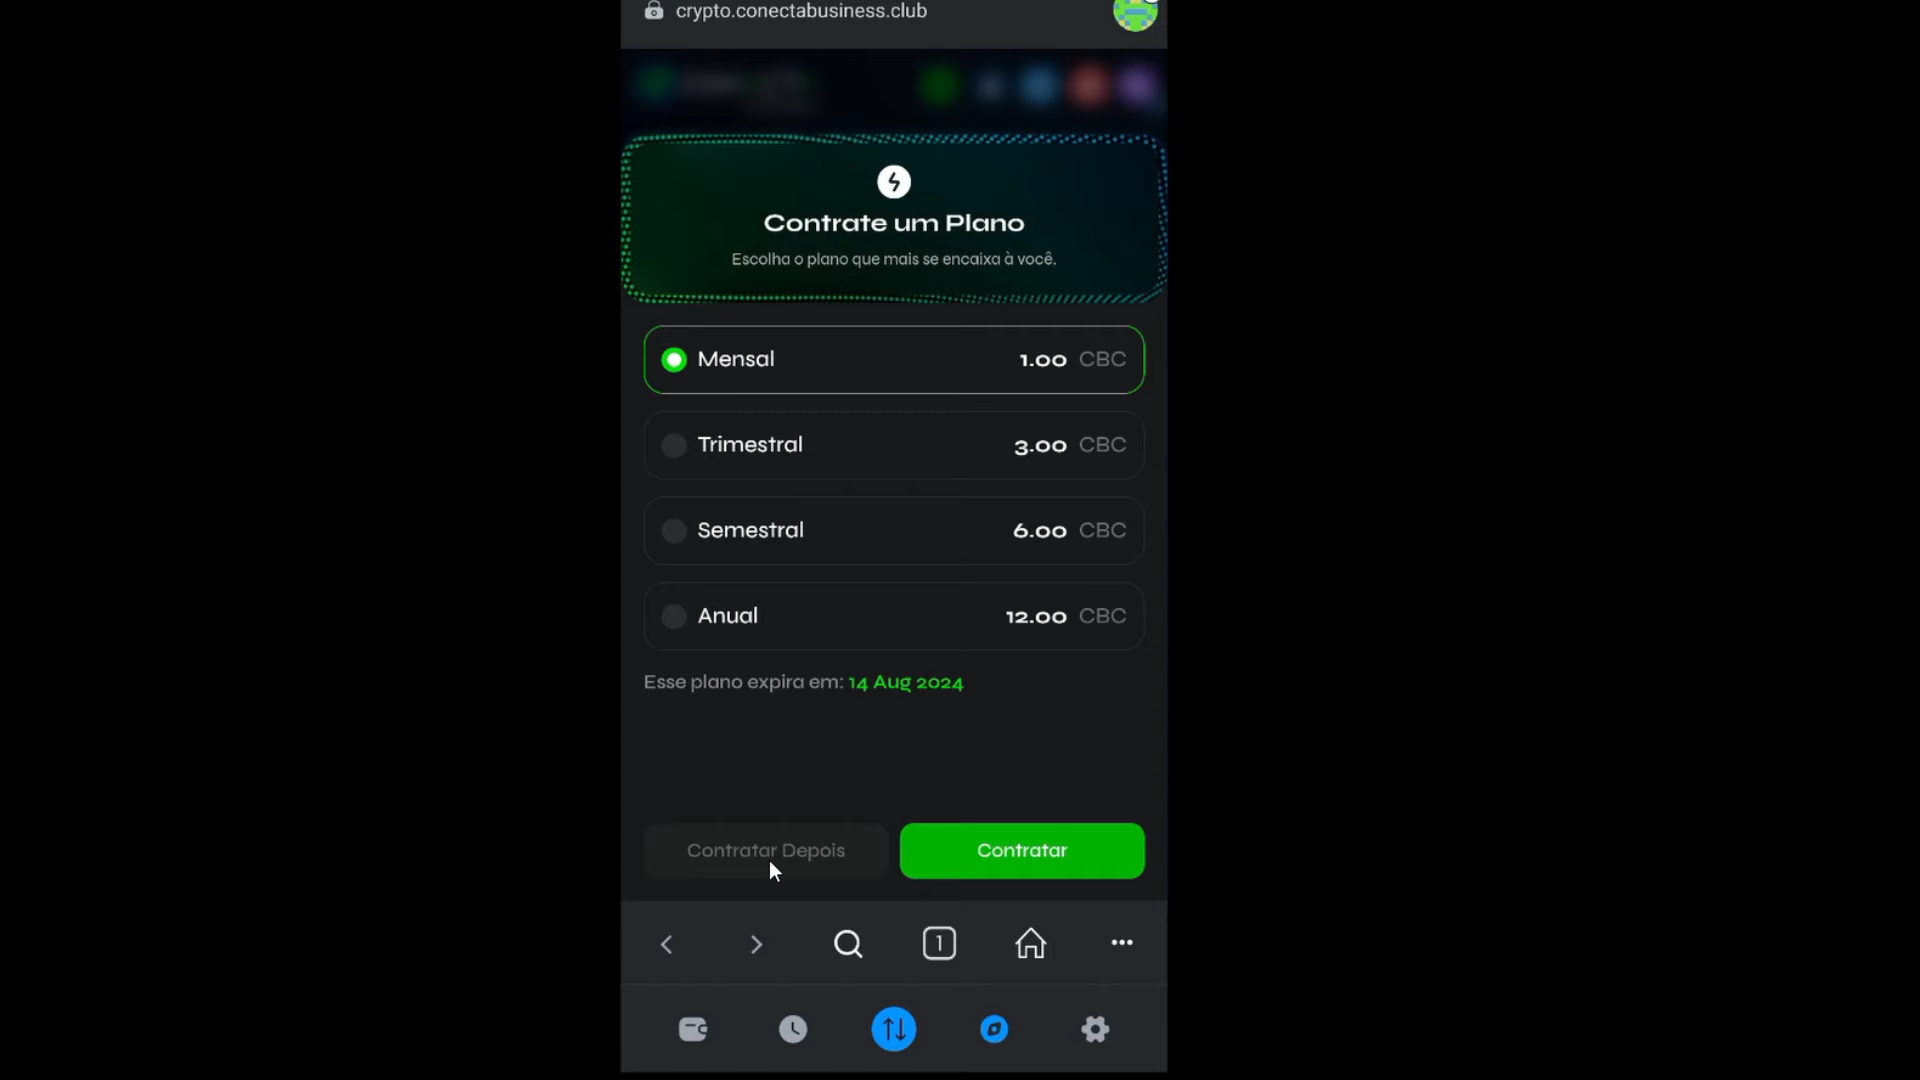 crypto.conectabusiness.club
Contrate um Plano
Escolha o plano que mais se encaixa à você.
Mensal 1.00 CBC
Trimestral 3.00 CBC
Semestral 6.00 CBC
Anual 12.00 CBC
Esse plano expira em: 14 Aug 2024
Contratar Depois Contratar
1